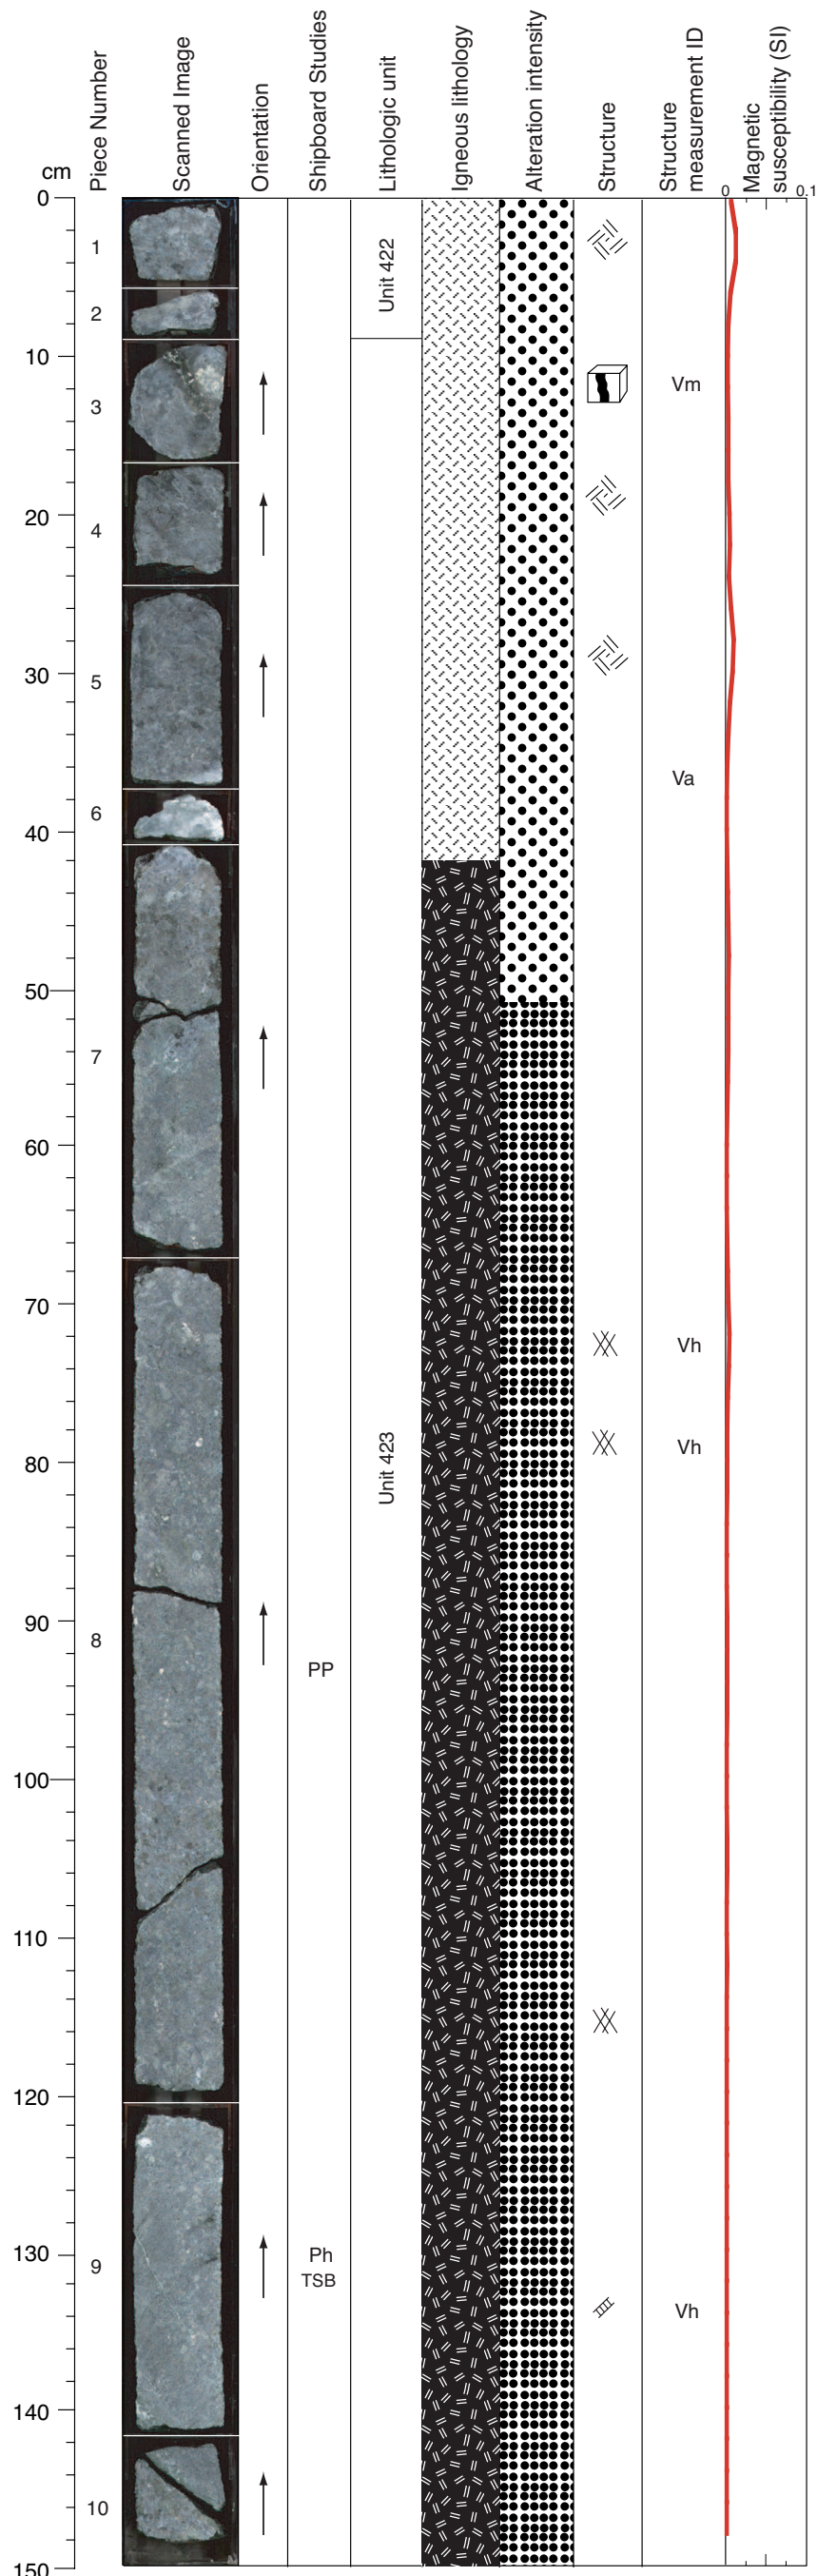 cm
Piece Number
Scanned Image
Orientation
Shipboard Studies
Lithologic unit
Igneous lithology
Alteration intensity
Structure
Structure
measurement ID
Magnetic
susceptibility (SI)
0
0.1
0
1
Unit 422
2
10
Vm
3
20
4
30
5
Va
6
40
50
7
60
70
Vh
80
Unit 423
Vh
90
8
PP
100
110
120
130
9
Ph
TSB
Vh
140
10
150